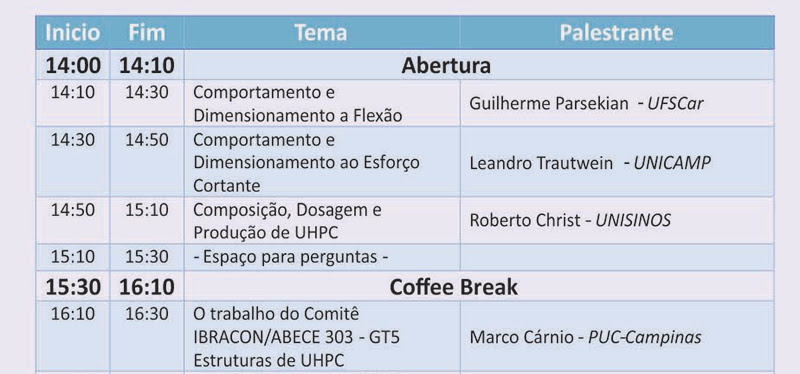 Inicio Fim Tema Palestrante
14:00 14:10 Abertura
14:10 14:30 Comportamento e
Dimensionamento a Flexão Guilherme Parsekian - UFSCar
14:30 14:50 Comportamento e
Dimensionamento ao Esforço Leandro Trautwein - UNICAMP
Cortante
14:50 15:10 Composição, Dosagem e
Produção de UHPC Roberto Christ - UNISINOS
15:10 15:30 - Espaço para perguntas -
15:30 16:10 Coffee Break
16:10 16:30 O trabalho do Comitê
IBRACON/ABECE 303 - GT5 Marco Cárnio - PUC-Campinas
Estruturas de UHPC